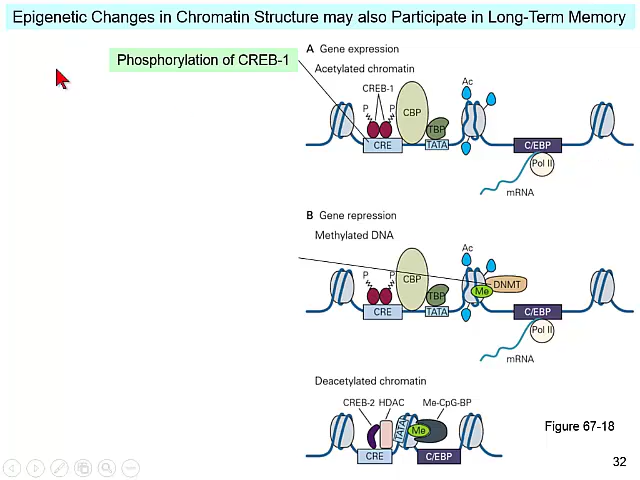 Epigenetic Changes in Chromatin Structure may also Participate in Long-Term Memory
Phosphorylation of CREB-1
A Gene expression
Acetylated chromatin
CREB-1
P P
CBP
TBP
CRE
TATA
Ac
C/EBP
Pol II
mRNA
B Gene repression
Methylated DNA
P P
CBP
TBP
CRE
TATA
Ac
Me
DNMT
C/EBP
Pol II
mRNA
Deacetylated chromatin
CREB-2 HDAC Me-CpG-BP
TATA
Me
CRE
C/EBP
Figure 67-18
32